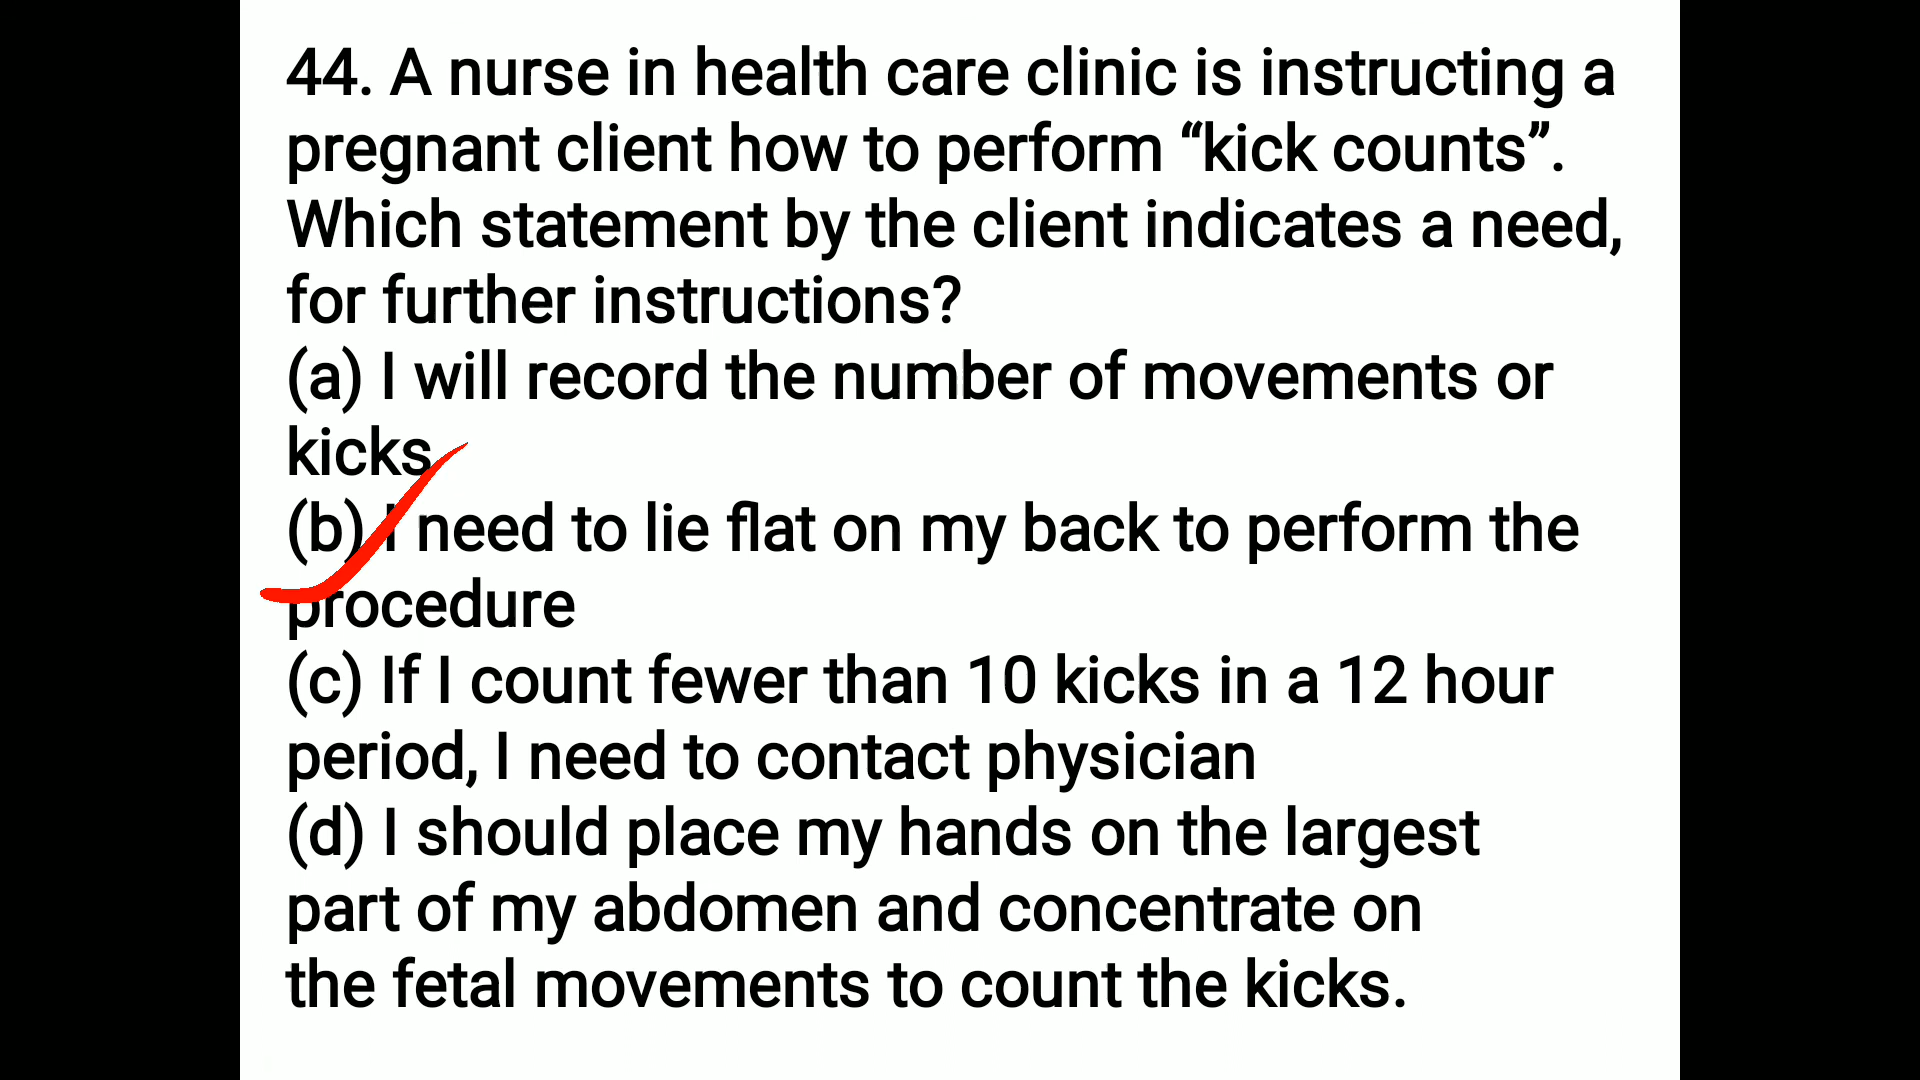 44. A nurse in health care clinic is instructing a
pregnant client how to perform “kick counts”.
Which statement by the client indicates a need,
for further instructions?
(a) I will record the number of movements or
kicks
(b) I need to lie flat on my back to perform the
procedure
(c) If I count fewer than 10 kicks in a 12 hour
period, I need to contact physician
(d) I should place my hands on the largest
part of my abdomen and concentrate on
the fetal movements to count the kicks.